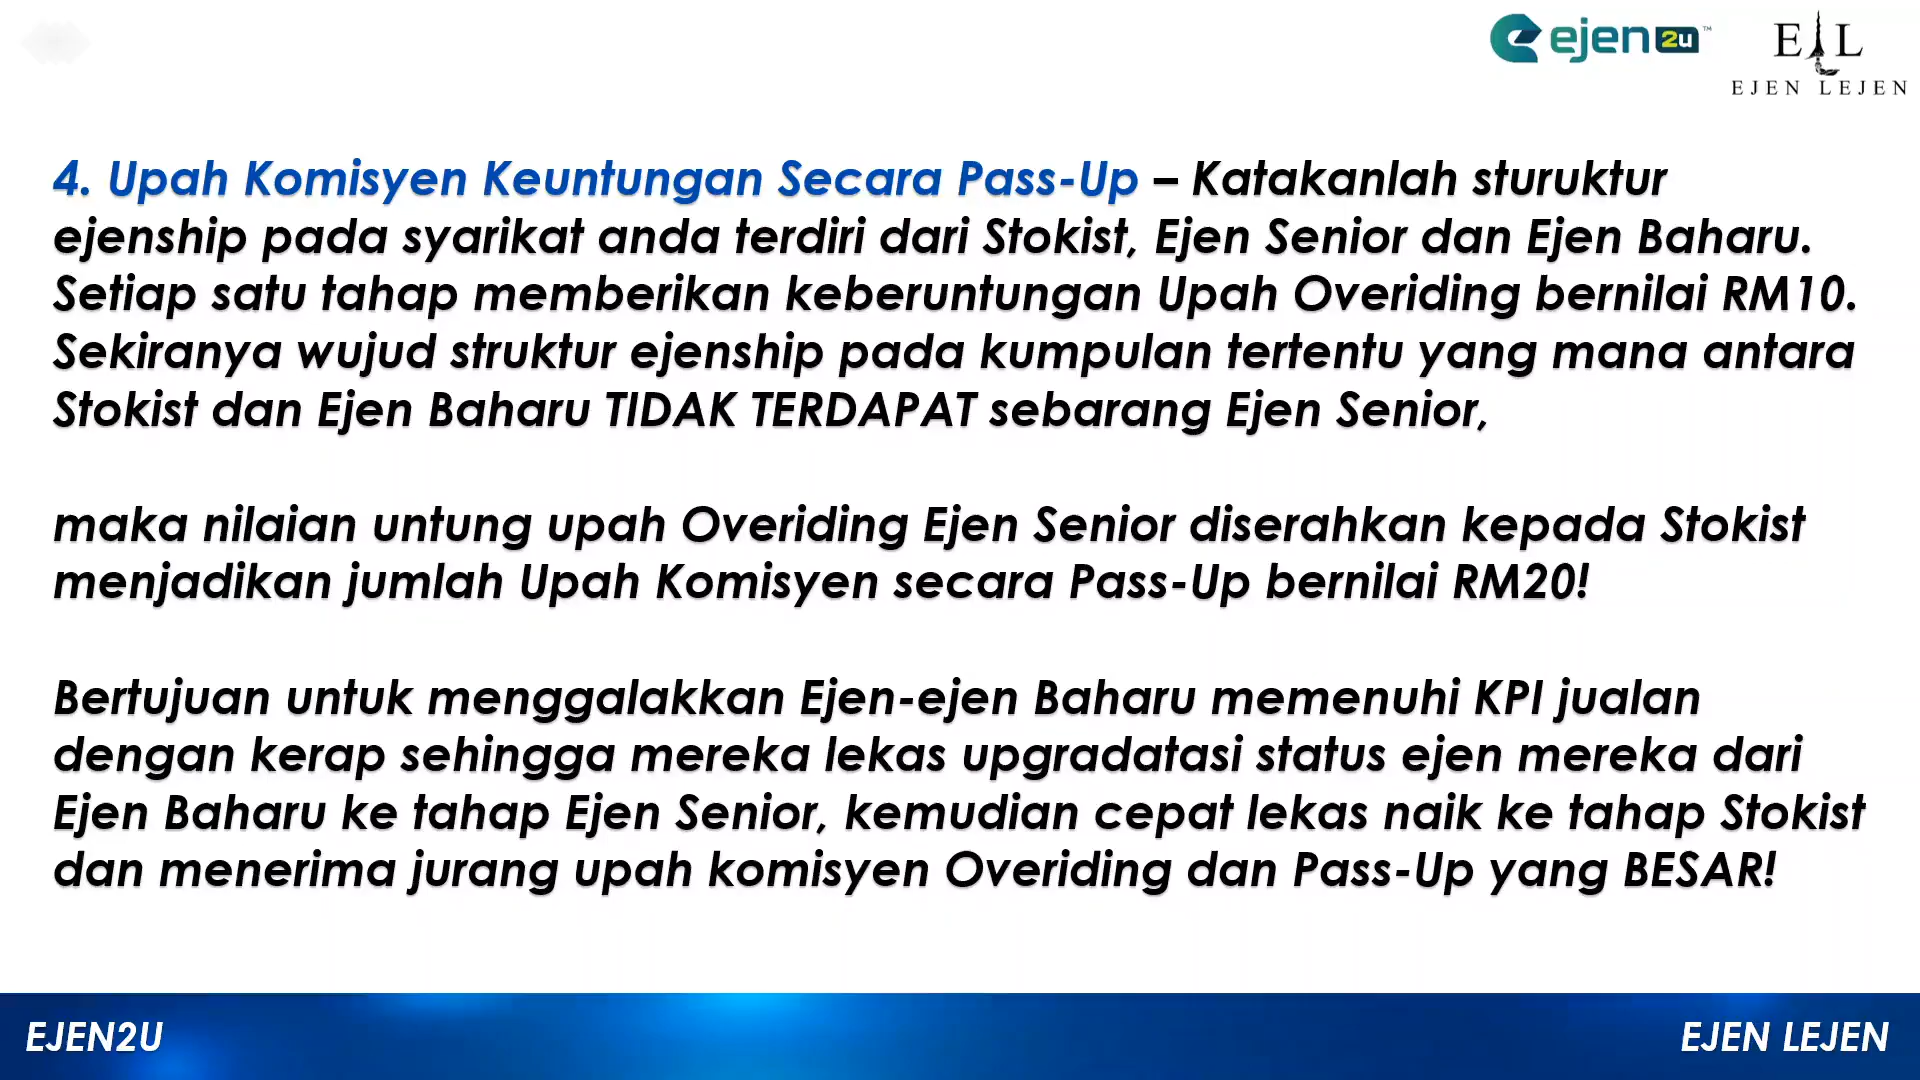 ejen2u™
E L
EJEN LEJEN
4. Upah Komisyen Keuntungan Secara Pass-Up – Katakanlah sturuktur
ejenship pada syarikat anda terdiri dari Stokist, Ejen Senior dan Ejen Baharu.
Setiap satu tahap memberikan keberuntungan Upah Overiding bernilai RM10.
Sekiranya wujud struktur ejenship pada kumpulan tertentu yang mana antara
Stokist dan Ejen Baharu TIDAK TERDAPAT sebarang Ejen Senior,
maka nilaian untung upah Overiding Ejen Senior diserahkan kepada Stokist
menjadikan jumlah Upah Komisyen secara Pass-Up bernilai RM20!
Bertujuan untuk menggalakkan Ejen-ejen Baharu memenuhi KPI jualan
dengan kerap sehingga mereka lekas upgradatasi status ejen mereka dari
Ejen Baharu ke tahap Ejen Senior, kemudian cepat lekas naik ke tahap Stokist
dan menerima jurang upah komisyen Overiding dan Pass-Up yang BESAR!
EJEN2U
EJEN LEJEN